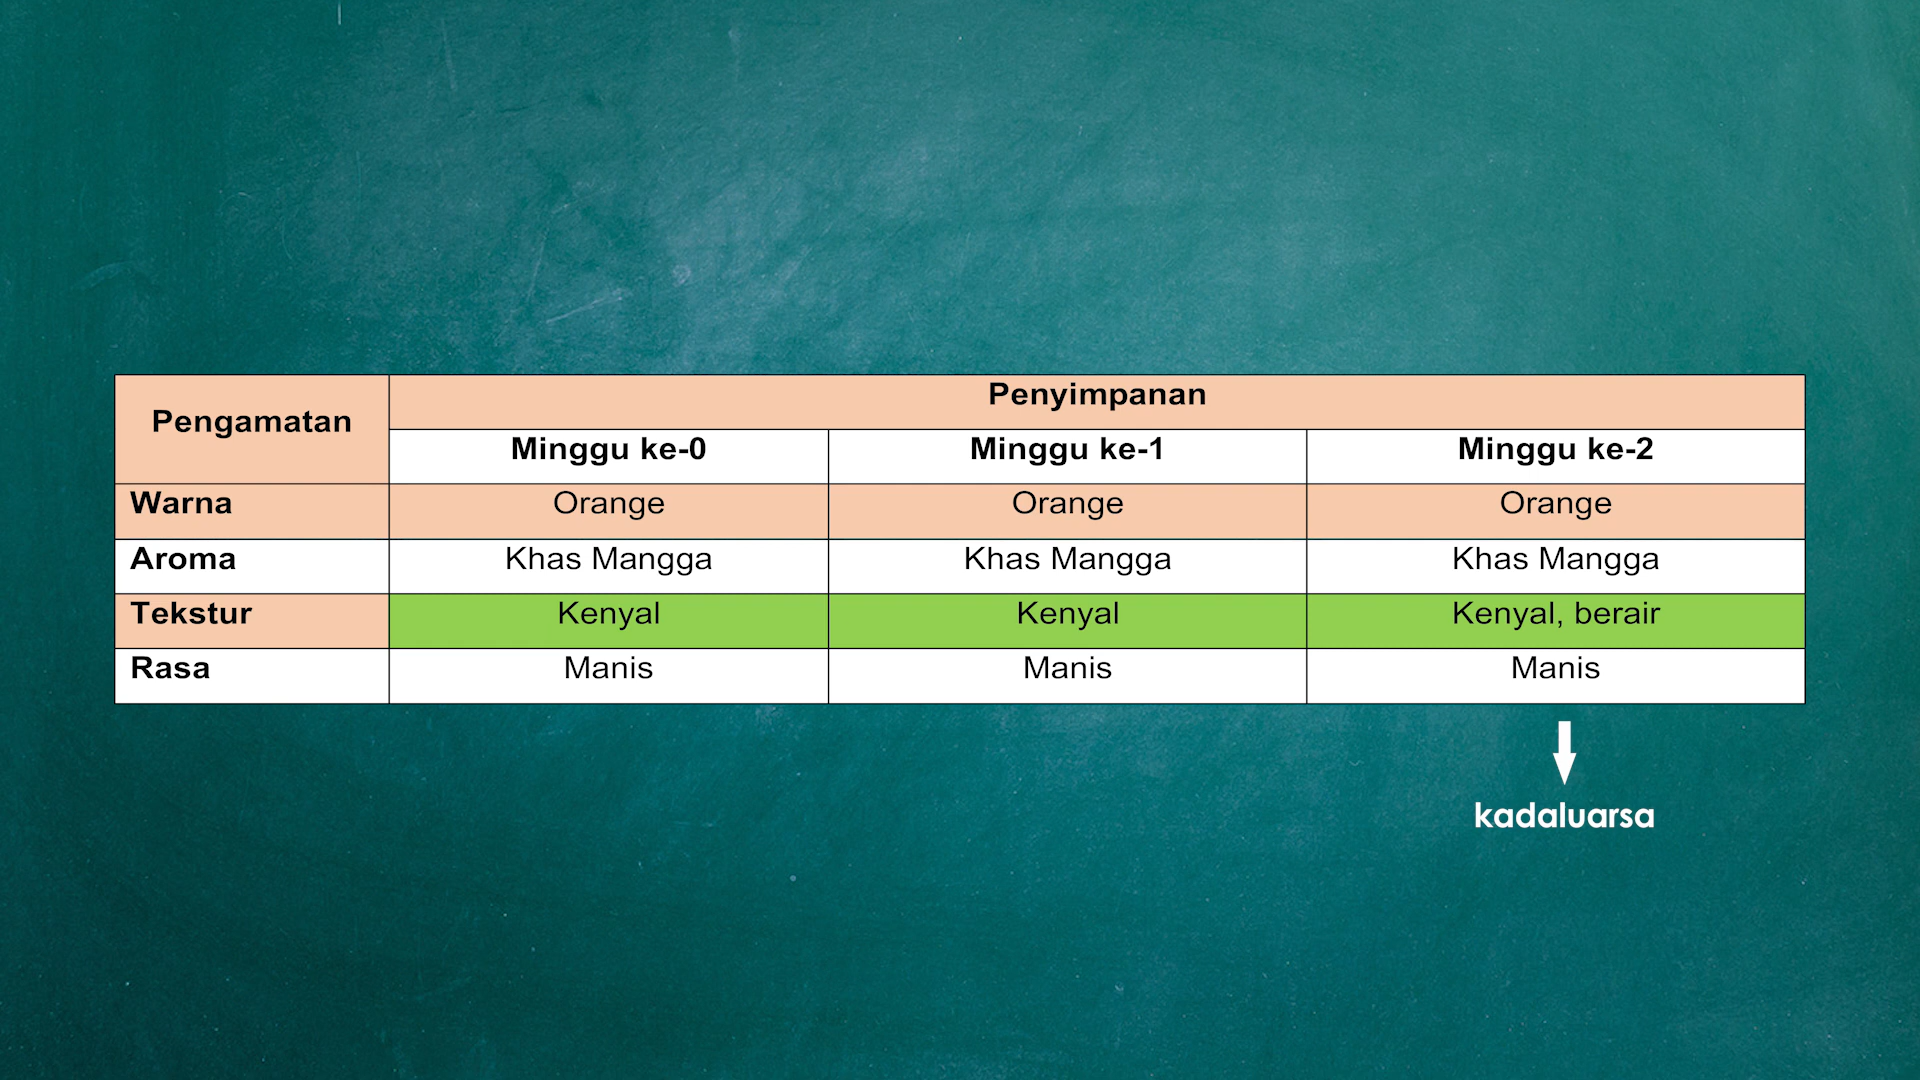 Pengamatan Penyimpanan
Minggu ke-0 Minggu ke-1 Minggu ke-2
Warna Orange Orange Orange
Aroma Khas Mangga Khas Mangga Khas Mangga
Tekstur Kenyal Kenyal Kenyal, berair
Rasa Manis Manis Manis
kadaluarsa